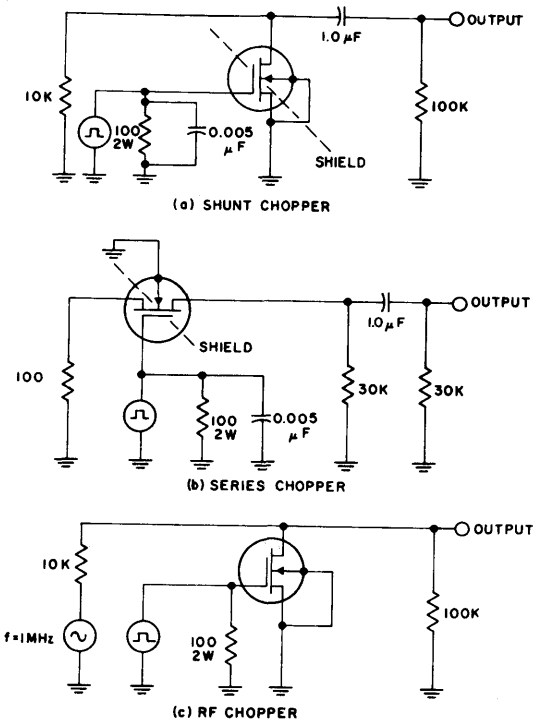 OUTPUT
1.0 μF
10K
100
2W
0.005
μF
100K
SHIELD
(a) SHUNT CHOPPER
OUTPUT
1.0 μF
SHIELD
100
30K
30K
100
2W
0.005
μF
(b) SERIES CHOPPER
OUTPUT
10K
f=1MHz
100
2W
100K
(c) RF CHOPPER